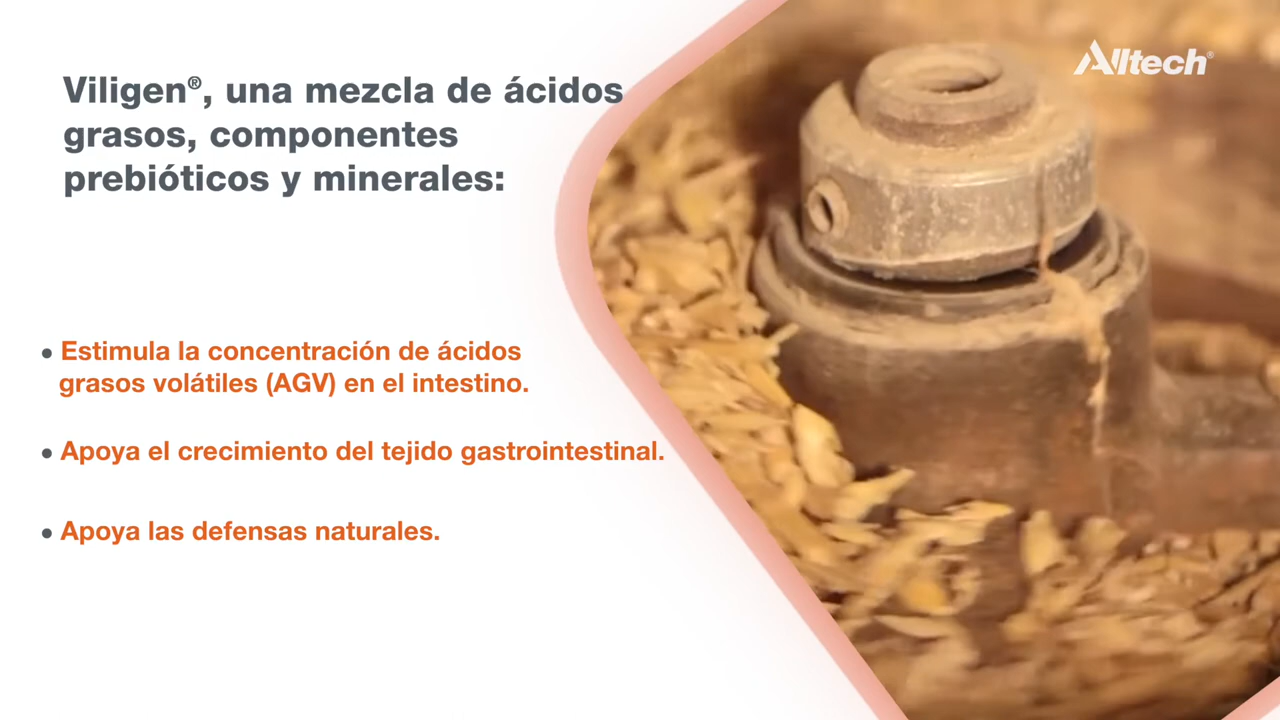 Alltech®
Viligen®, una mezcla de ácidos
grasos, componentes
prebióticos y minerales:
• Estimula la concentración de ácidos
grasos volátiles (AGV) en el intestino.
• Apoya el crecimiento del tejido gastrointestinal.
• Apoya las defensas naturales.